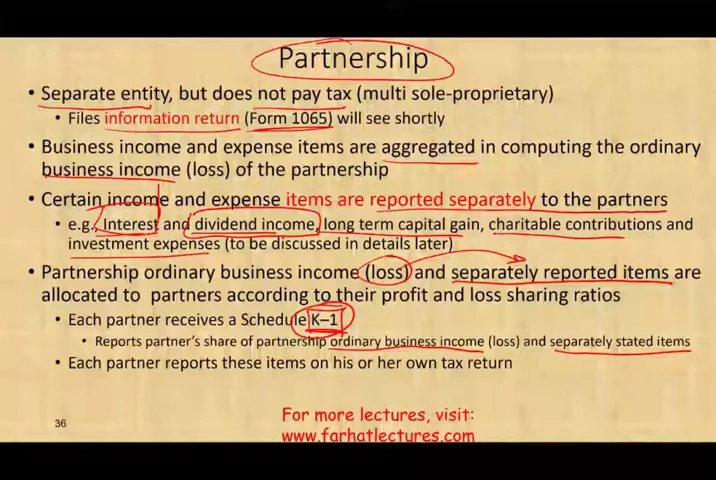 Partnership
• Separate entity, but does not pay tax (multi sole-proprietary)
• Files information return (Form 1065) will see shortly
• Business income and expense items are aggregated in computing the ordinary
business income (loss) of the partnership
• Certain income and expense items are reported separately to the partners
• e.g. Interest and dividend income, long term capital gain, charitable contributions and
investment expenses (to be discussed in details later)
• Partnership ordinary business income (loss) and separately reported items are
allocated to partners according to their profit and loss sharing ratios
• Each partner receives a Schedule K–1
• Reports partner's share of partnership ordinary business income (loss) and separately stated items
• Each partner reports these items on his or her own tax return
For more lectures, visit:
36
www.farhatlectures.com